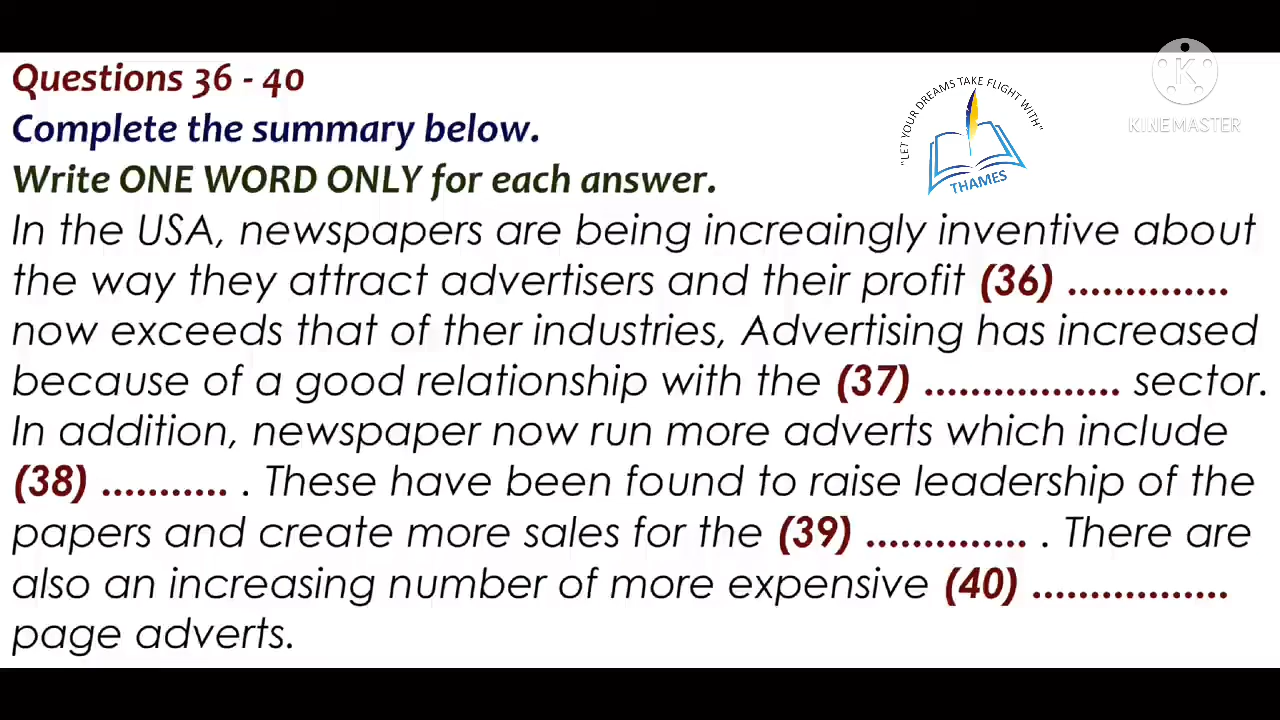 Questions 36 - 40
Complete the summary below.
Write ONE WORD ONLY for each answer.
In the USA, newspapers are being increaingly inventive about
the way they attract advertisers and their profit (36) ..............
now exceeds that of ther industries, Advertising has increased
because of a good relationship with the (37) ................. sector.
In addition, newspaper now run more adverts which include
(38) ........... . These have been found to raise leadership of the
papers and create more sales for the (39) .............. . There are
also an increasing number of more expensive (40) .................
page adverts.
"LET YOUR DREAMS TAKE FLIGHT WITH"
THAMES
K
KINEMASTER